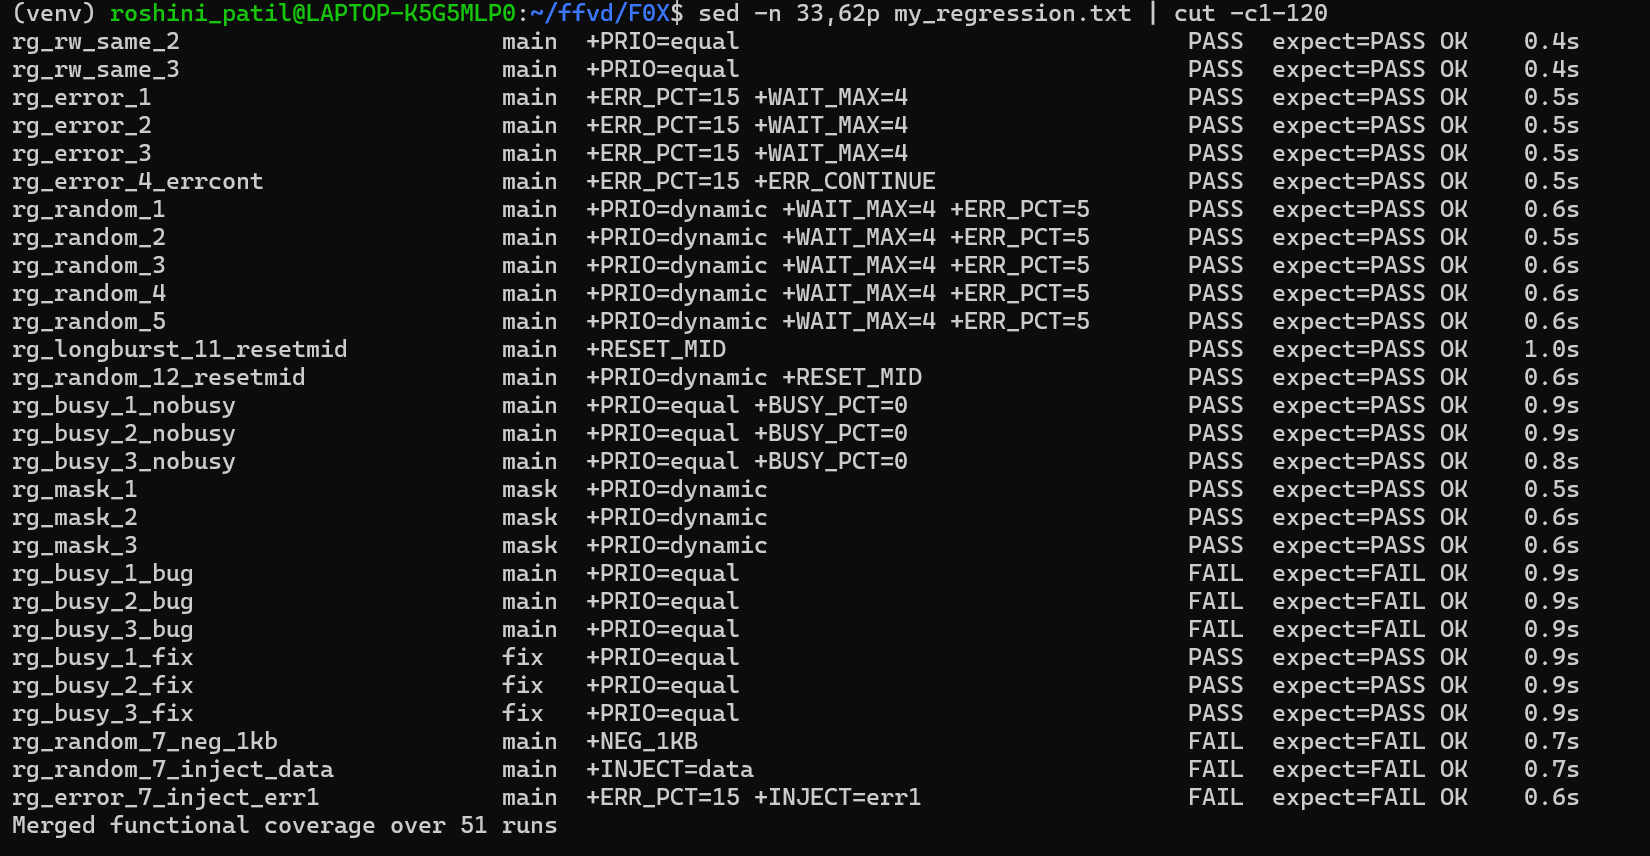 (venv) roshini_patil@LAPTOP-K5G5MLP0:~/ffvd/F0X$ sed -n 33,62p my_regression.txt | cut -c1-120
rg_rw_same_2 main +PRIO=equal PASS expect=PASS OK 0.4s
rg_rw_same_3 main +PRIO=equal PASS expect=PASS OK 0.4s
rg_error_1 main +ERR_PCT=15 +WAIT_MAX=4 PASS expect=PASS OK 0.5s
rg_error_2 main +ERR_PCT=15 +WAIT_MAX=4 PASS expect=PASS OK 0.5s
rg_error_3 main +ERR_PCT=15 +WAIT_MAX=4 PASS expect=PASS OK 0.5s
rg_error_4_errcont main +ERR_PCT=15 +ERR_CONTINUE PASS expect=PASS OK 0.5s
rg_random_1 main +PRIO=dynamic +WAIT_MAX=4 +ERR_PCT=5 PASS expect=PASS OK 0.6s
rg_random_2 main +PRIO=dynamic +WAIT_MAX=4 +ERR_PCT=5 PASS expect=PASS OK 0.5s
rg_random_3 main +PRIO=dynamic +WAIT_MAX=4 +ERR_PCT=5 PASS expect=PASS OK 0.6s
rg_random_4 main +PRIO=dynamic +WAIT_MAX=4 +ERR_PCT=5 PASS expect=PASS OK 0.6s
rg_random_5 main +PRIO=dynamic +WAIT_MAX=4 +ERR_PCT=5 PASS expect=PASS OK 0.6s
rg_longburst_11_resetmid main +RESET_MID PASS expect=PASS OK 1.0s
rg_random_12_resetmid main +PRIO=dynamic +RESET_MID PASS expect=PASS OK 0.6s
rg_busy_1_nobusy main +PRIO=equal +BUSY_PCT=0 PASS expect=PASS OK 0.9s
rg_busy_2_nobusy main +PRIO=equal +BUSY_PCT=0 PASS expect=PASS OK 0.9s
rg_busy_3_nobusy main +PRIO=equal +BUSY_PCT=0 PASS expect=PASS OK 0.8s
rg_mask_1 mask +PRIO=dynamic PASS expect=PASS OK 0.5s
rg_mask_2 mask +PRIO=dynamic PASS expect=PASS OK 0.6s
rg_mask_3 mask +PRIO=dynamic PASS expect=PASS OK 0.6s
rg_busy_1_bug main +PRIO=equal FAIL expect=FAIL OK 0.9s
rg_busy_2_bug main +PRIO=equal FAIL expect=FAIL OK 0.9s
rg_busy_3_bug main +PRIO=equal FAIL expect=FAIL OK 0.9s
rg_busy_1_fix fix +PRIO=equal PASS expect=PASS OK 0.9s
rg_busy_2_fix fix +PRIO=equal PASS expect=PASS OK 0.9s
rg_busy_3_fix fix +PRIO=equal PASS expect=PASS OK 0.9s
rg_random_7_neg_1kb main +NEG_1KB FAIL expect=FAIL OK 0.7s
rg_random_7_inject_data main +INJECT=data FAIL expect=FAIL OK 0.7s
rg_error_7_inject_err1 main +ERR_PCT=15 +INJECT=err1 FAIL expect=FAIL OK 0.6s
Merged functional coverage over 51 runs